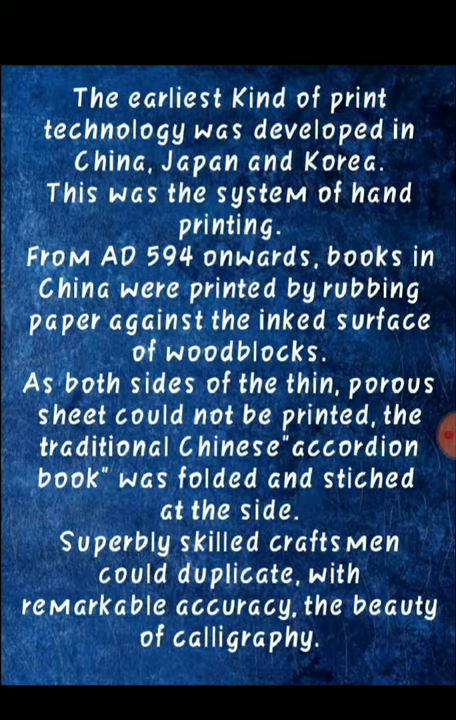 The earliest Kind of print
technology was developed in
China, Japan and Korea.
This was the system of hand
printing.
From AD 594 onwards, books in
China were printed by rubbing
paper against the inked surface
of woodblocks.
As both sides of the thin, porous
sheet could not be printed, the
traditional Chinese"accordion
book" was folded and stiched
at the side.
Superbly skilled craftsmen
could duplicate, with
remarkable accuracy, the beauty
of calligraphy.